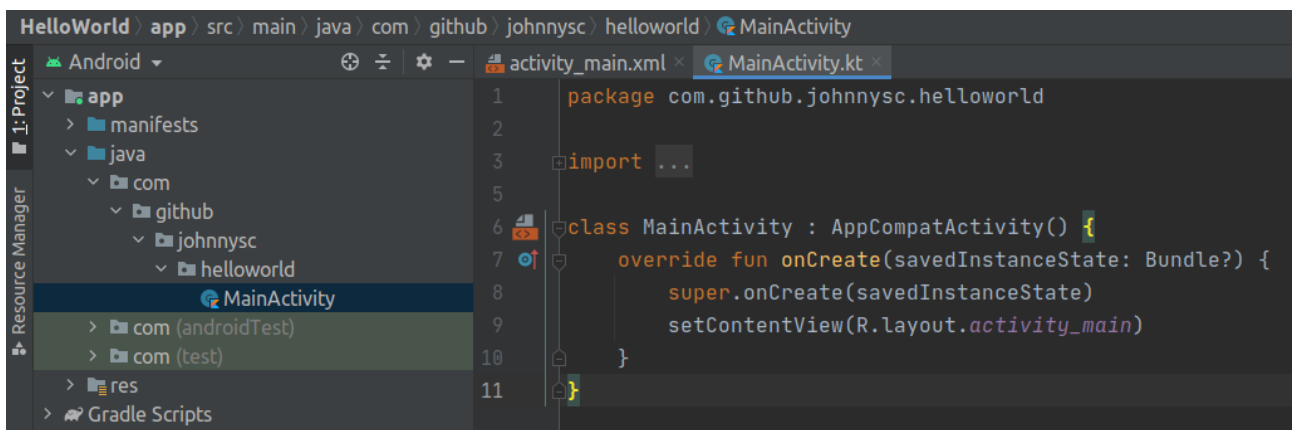 HelloWorld 〉 app 〉 src 〉 main 〉 java 〉 com 〉 github 〉 johnnysc 〉 helloworld 〉 MainActivity
1: Project
Resource Manager
Android
app
manifests
java
com
github
johnnysc
helloworld
MainActivity
com (androidTest)
com (test)
res
Gradle Scripts
activity_main.xml × MainActivity.kt ×
1 package com.github.johnnysc.helloworld
2
3 import ...
5
6 class MainActivity : AppCompatActivity() {
7 override fun onCreate(savedInstanceState: Bundle?) {
8 super.onCreate(savedInstanceState)
9 setContentView(R.layout.activity_main)
10 }
11 }